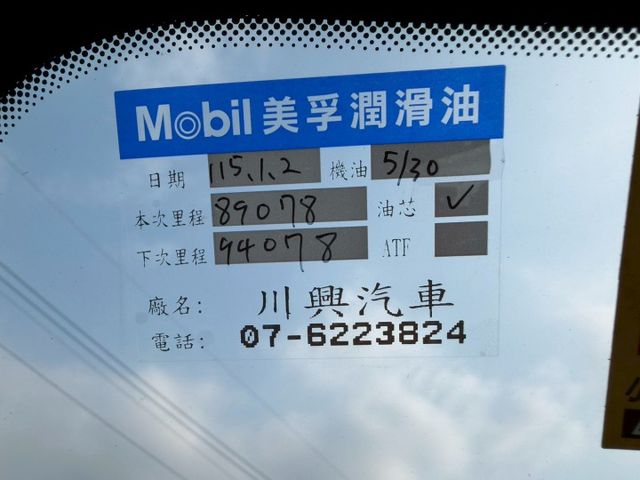 Mobil 美孚潤滑油
日期 115.1.2 機油 5/30
本次里程 89078 油芯 ✓
下次里程 94078 ATF
廠名: 川興汽車
電話: 07-6223824